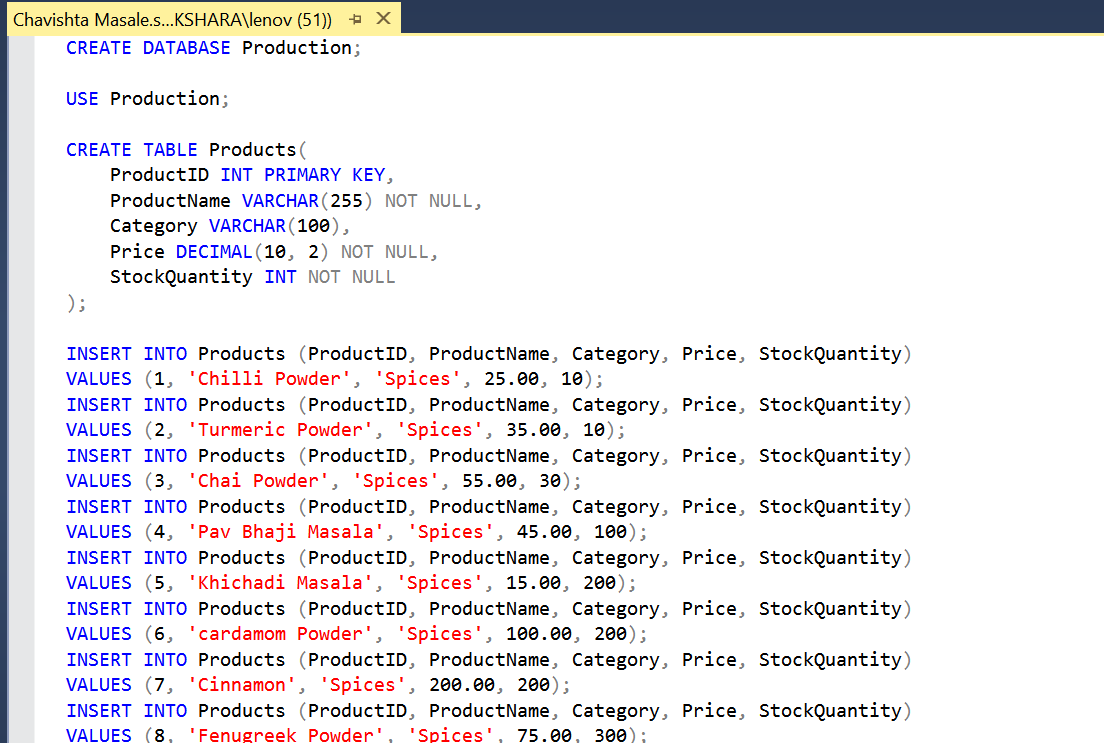 Chavishta Masale.s...KSHARA\lenov (51))
CREATE DATABASE Production;
USE Production;
CREATE TABLE Products(
ProductID INT PRIMARY KEY,
ProductName VARCHAR(255) NOT NULL,
Category VARCHAR(100),
Price DECIMAL(10, 2) NOT NULL,
StockQuantity INT NOT NULL
);
INSERT INTO Products (ProductID, ProductName, Category, Price, StockQuantity)
VALUES (1, 'Chilli Powder', 'Spices', 25.00, 10);
INSERT INTO Products (ProductID, ProductName, Category, Price, StockQuantity)
VALUES (2, 'Turmeric Powder', 'Spices', 35.00, 10);
INSERT INTO Products (ProductID, ProductName, Category, Price, StockQuantity)
VALUES (3, 'Chai Powder', 'Spices', 55.00, 30);
INSERT INTO Products (ProductID, ProductName, Category, Price, StockQuantity)
VALUES (4, 'Pav Bhaji Masala', 'Spices', 45.00, 100);
INSERT INTO Products (ProductID, ProductName, Category, Price, StockQuantity)
VALUES (5, 'Khichadi Masala', 'Spices', 15.00, 200);
INSERT INTO Products (ProductID, ProductName, Category, Price, StockQuantity)
VALUES (6, 'cardamom Powder', 'Spices', 100.00, 200);
INSERT INTO Products (ProductID, ProductName, Category, Price, StockQuantity)
VALUES (7, 'Cinnamon', 'Spices', 200.00, 200);
INSERT INTO Products (ProductID, ProductName, Category, Price, StockQuantity)
VALUES (8, 'Fenugreek Powder', 'Spices', 75.00, 300);